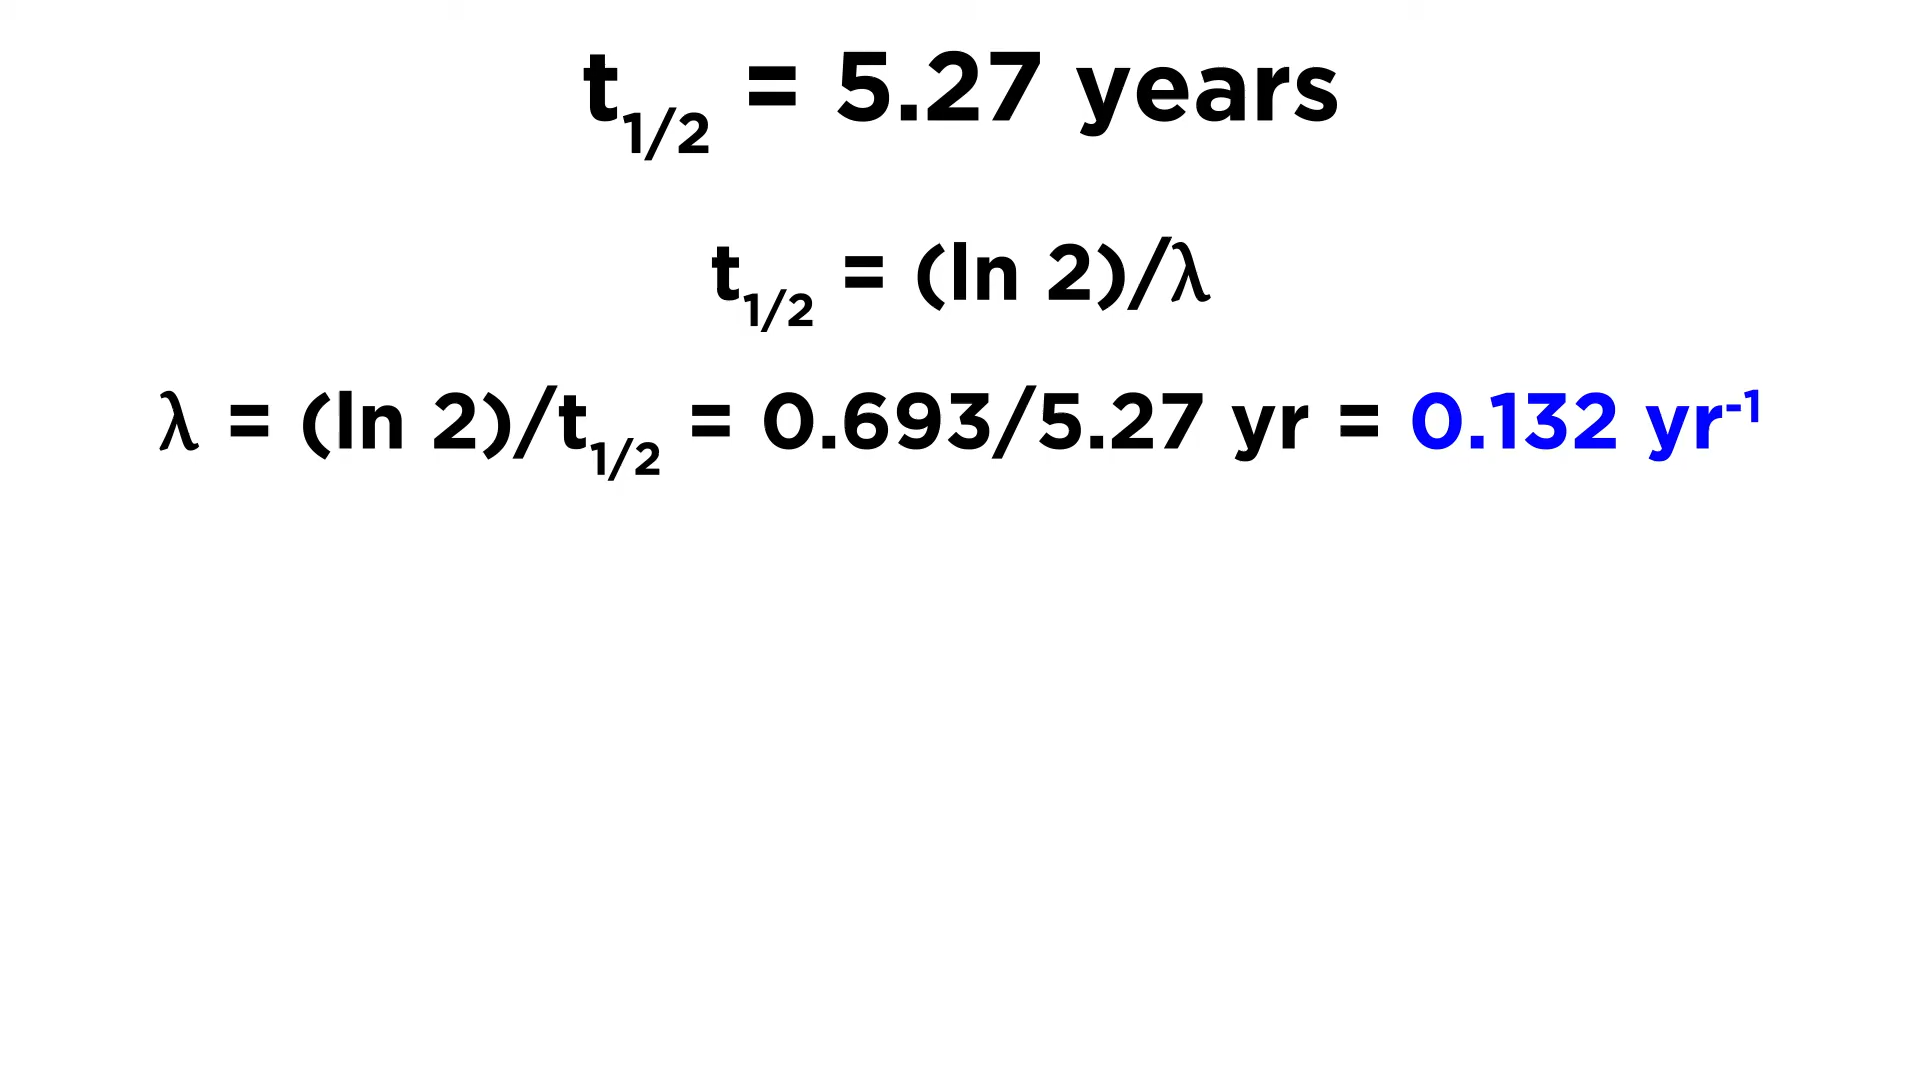 t1/2 = 5.27 years
t1/2 = (ln 2)/λ
λ = (ln 2)/t1/2 = 0.693/5.27 yr = 0.132 yr-1